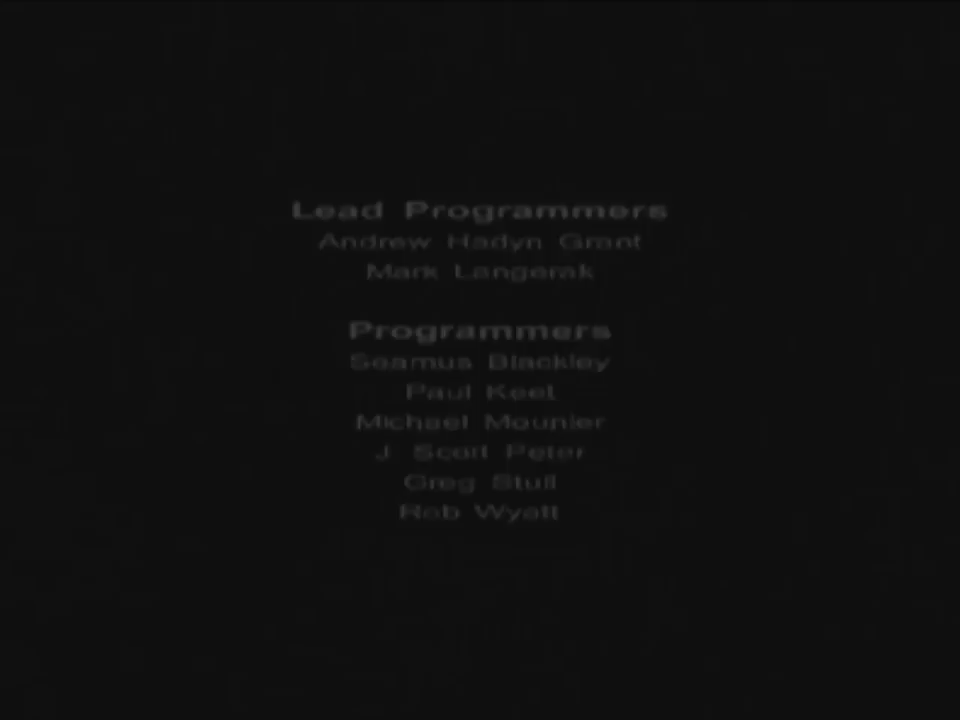 Lead Programmers
Andrew Hadyn Grant
Mark Langerak
Programmers
Seamus Blackley
Paul Keet
Michael Mounier
J Scott Peter
Greg Stull
Rob Wyatt